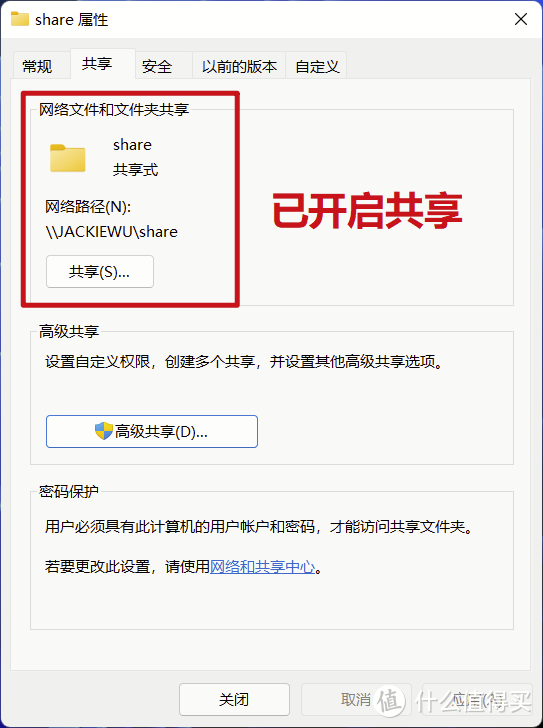 share 属性
常规 共享 安全 以前的版本 自定义
网络文件和文件夹共享
share
共享式
网络路径(N):
\\JACKIEWU\share
共享(S)...
已开启共享
高级共享
设置自定义权限，创建多个共享，并设置其他高级共享选项。
高级共享(D)...
密码保护
用户必须具有此计算机的用户帐户和密码，才能访问共享文件夹。
若要更改此设置，请使用网络和共享中心。
关闭 取消
值 什么值得买